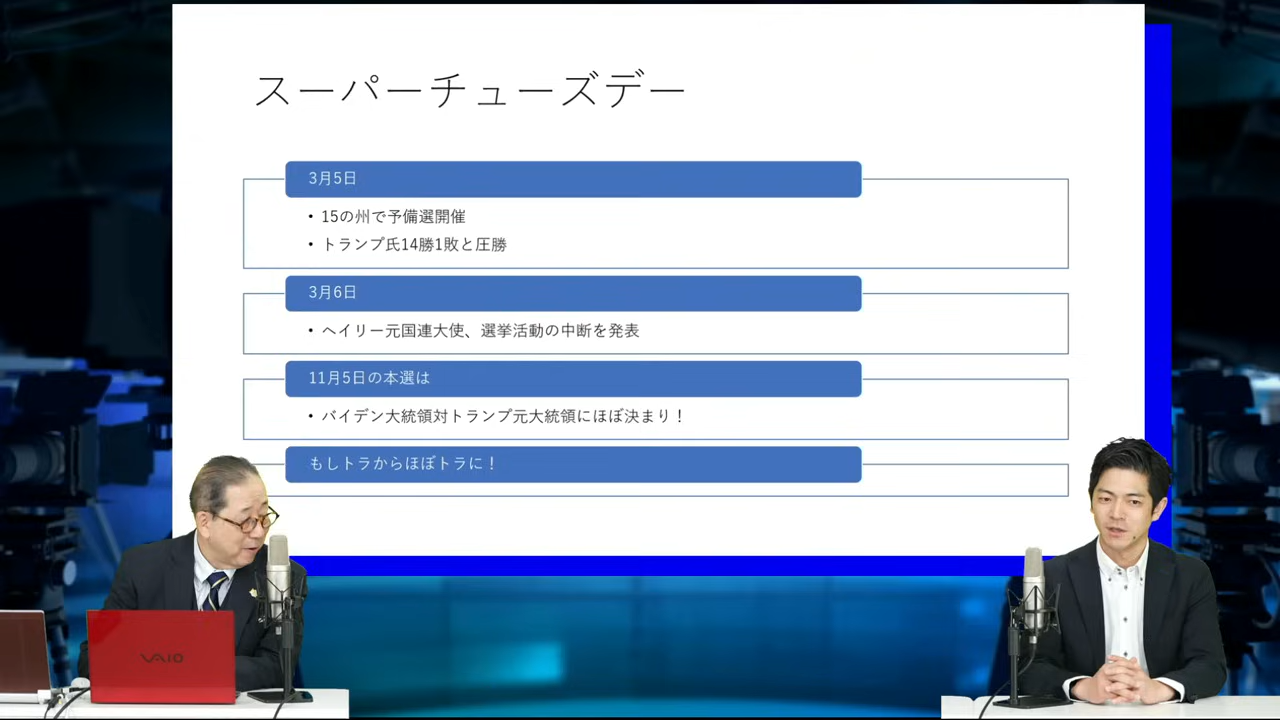 スーパーチューズデー
3月5日
• 15の州で予備選開催
• トランプ氏14勝1敗と圧勝
3月6日
• ヘイリー元国連大使、選挙活動の中断を発表
11月5日の本選は
• バイデン大統領対トランプ元大統領にほぼ決まり！
もしトラからほぼトラに！
VAIO